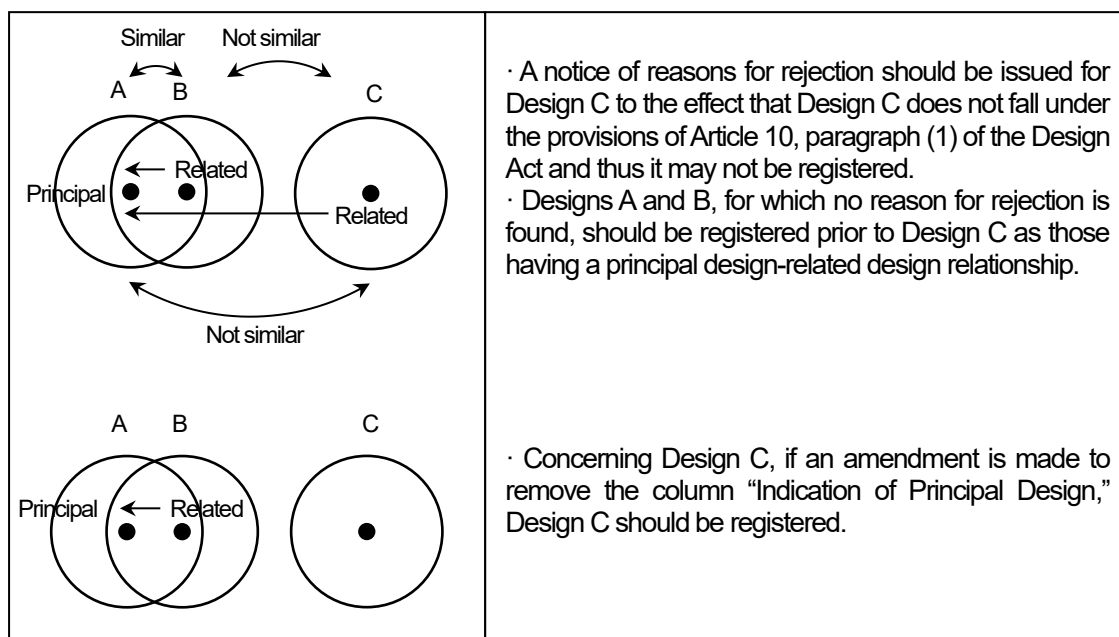 Similar
Not similar
A
B
C
Related
Principal
Related
Not similar
· A notice of reasons for rejection should be issued for
Design C to the effect that Design C does not fall under
the provisions of Article 10, paragraph (1) of the Design
Act and thus it may not be registered.
· Designs A and B, for which no reason for rejection is
found, should be registered prior to Design C as those
having a principal design-related design relationship.
A
B
C
Principal
Related
· Concerning Design C, if an amendment is made to
remove the column “Indication of Principal Design,”
Design C should be registered.